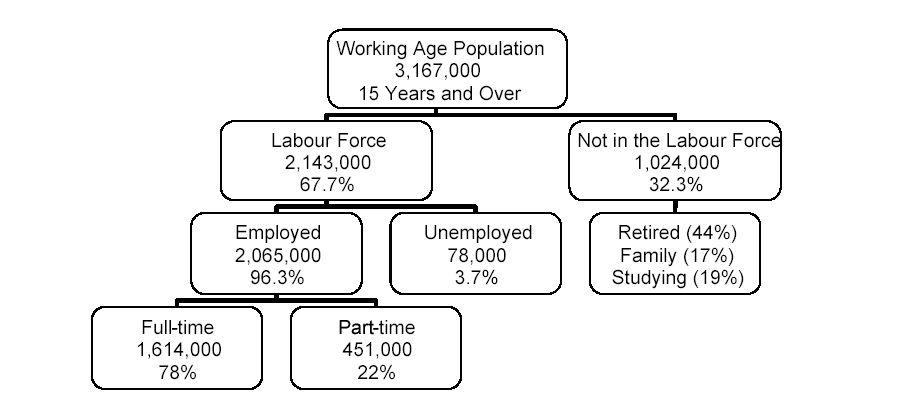 Working Age Population
3,167,000
15 Years and Over
Labour Force
2,143,000
67.7%
Not in the Labour Force
1,024,000
32.3%
Employed
2,065,000
96.3%
Unemployed
78,000
3.7%
Retired (44%)
Family (17%)
Studying (19%)
Full-time
1,614,000
78%
Part-time
451,000
22%